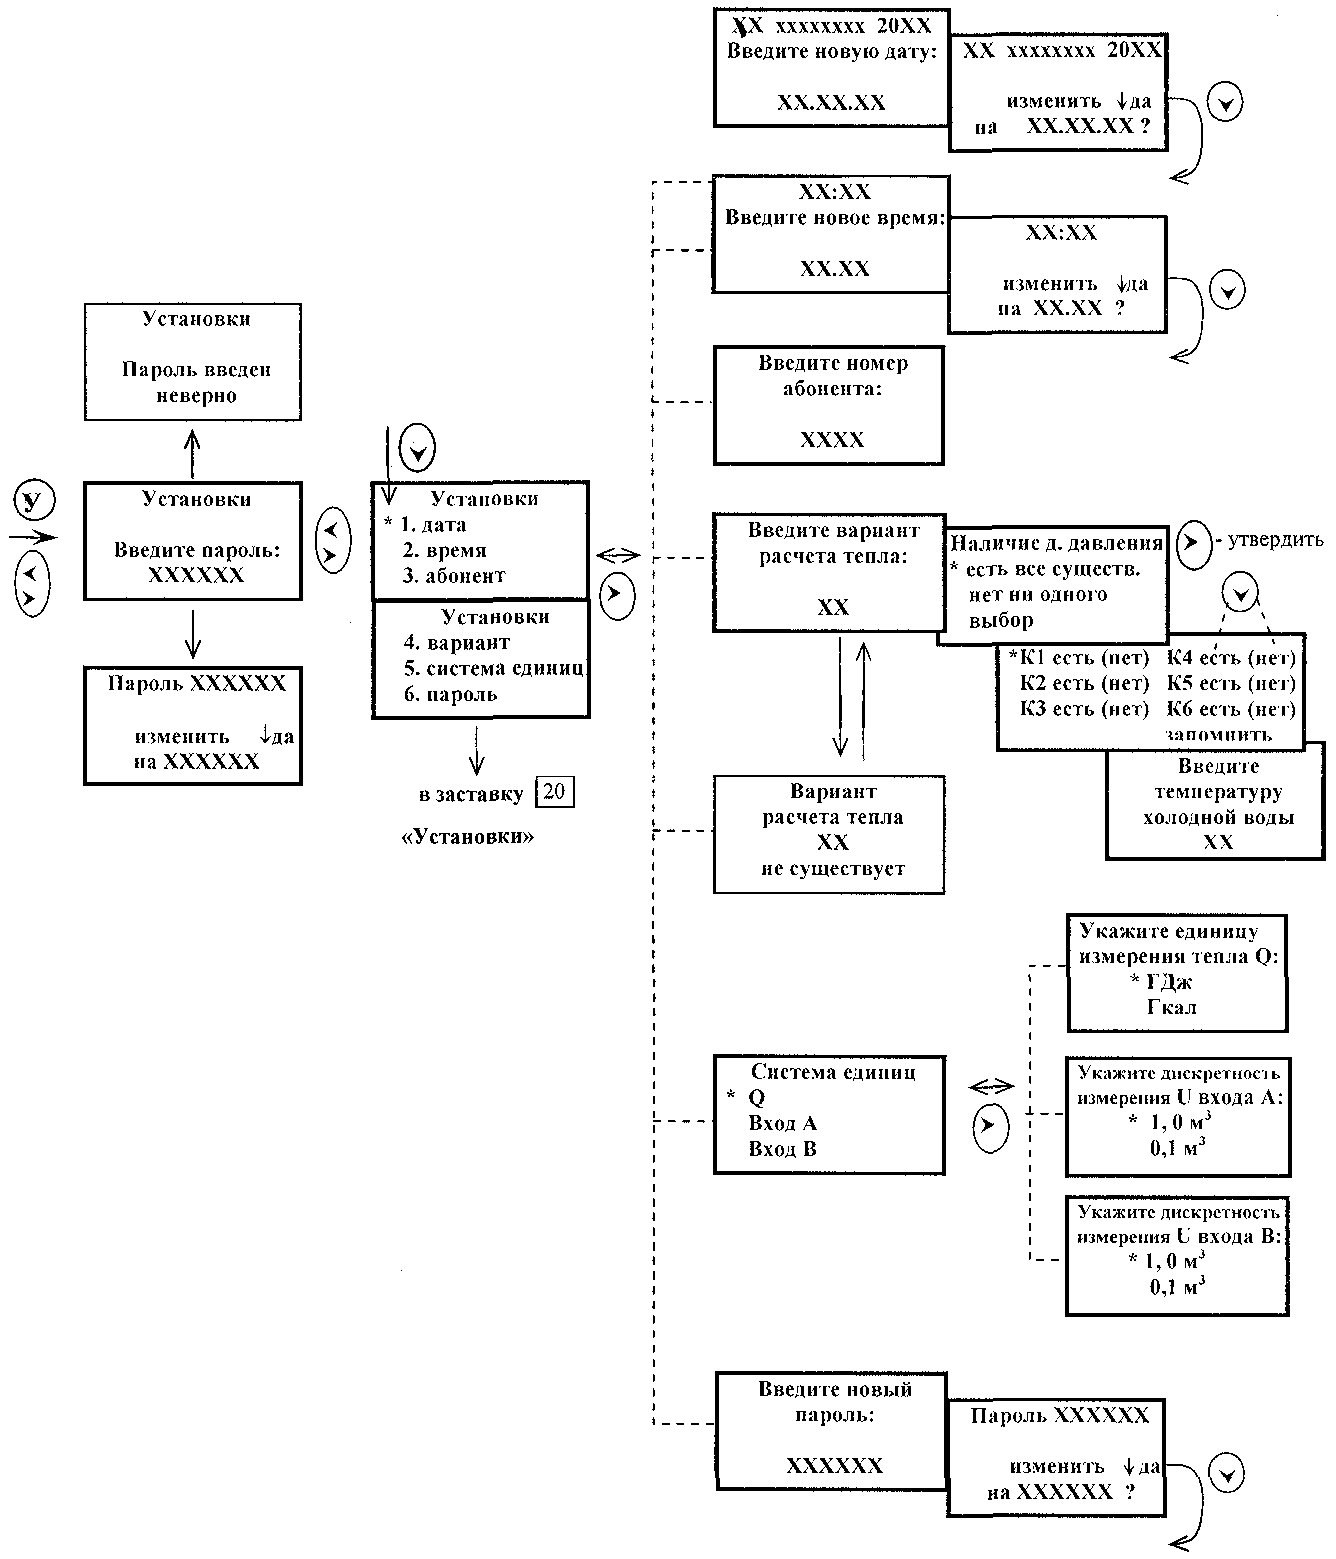 XX xxxxxxxx 20XX
Введите новую дату:
XX.XX.XX
XX xxxxxxxx 20XX
изменить ↓да
на XX.XX.XX ?
XX:XX
Введите новое время:
XX.XX
XX:XX
изменить ↓да
на XX.XX ?
Введите номер
абонента:
XXXX
Установки
Пароль введен
неверно
У
Установки
Введите пароль:
XXXXXX
Пароль XXXXXX
изменить ↓да
на XXXXXX
Установки
* 1. дата
2. время
3. абонент
Установки
4. вариант
5. система единиц
6. пароль
в заставку 20
«Установки»
Введите вариант
расчета тепла:
XX
Наличие д. давления
* есть все существ.
нет ни одного
выбор
- утвердить
*К1 есть (нет) К4 есть (нет)
К2 есть (нет) К5 есть (нет)
К3 есть (нет) К6 есть (нет)
запомнить
Введите
температуру
холодной воды
XX
Вариант
расчета тепла
XX
не существует
Система единиц
* Q
Вход А
Вход В
Укажите единицу
измерения тепла Q:
* ГДж
Гкал
Укажите дискретность
измерения U входа А:
* 1, 0 м³
0,1 м³
Укажите дискретность
измерения U входа В:
* 1, 0 м³
0,1 м³
Введите новый
пароль:
XXXXXX
Пароль XXXXXX
изменить ↓да
на XXXXXX ?